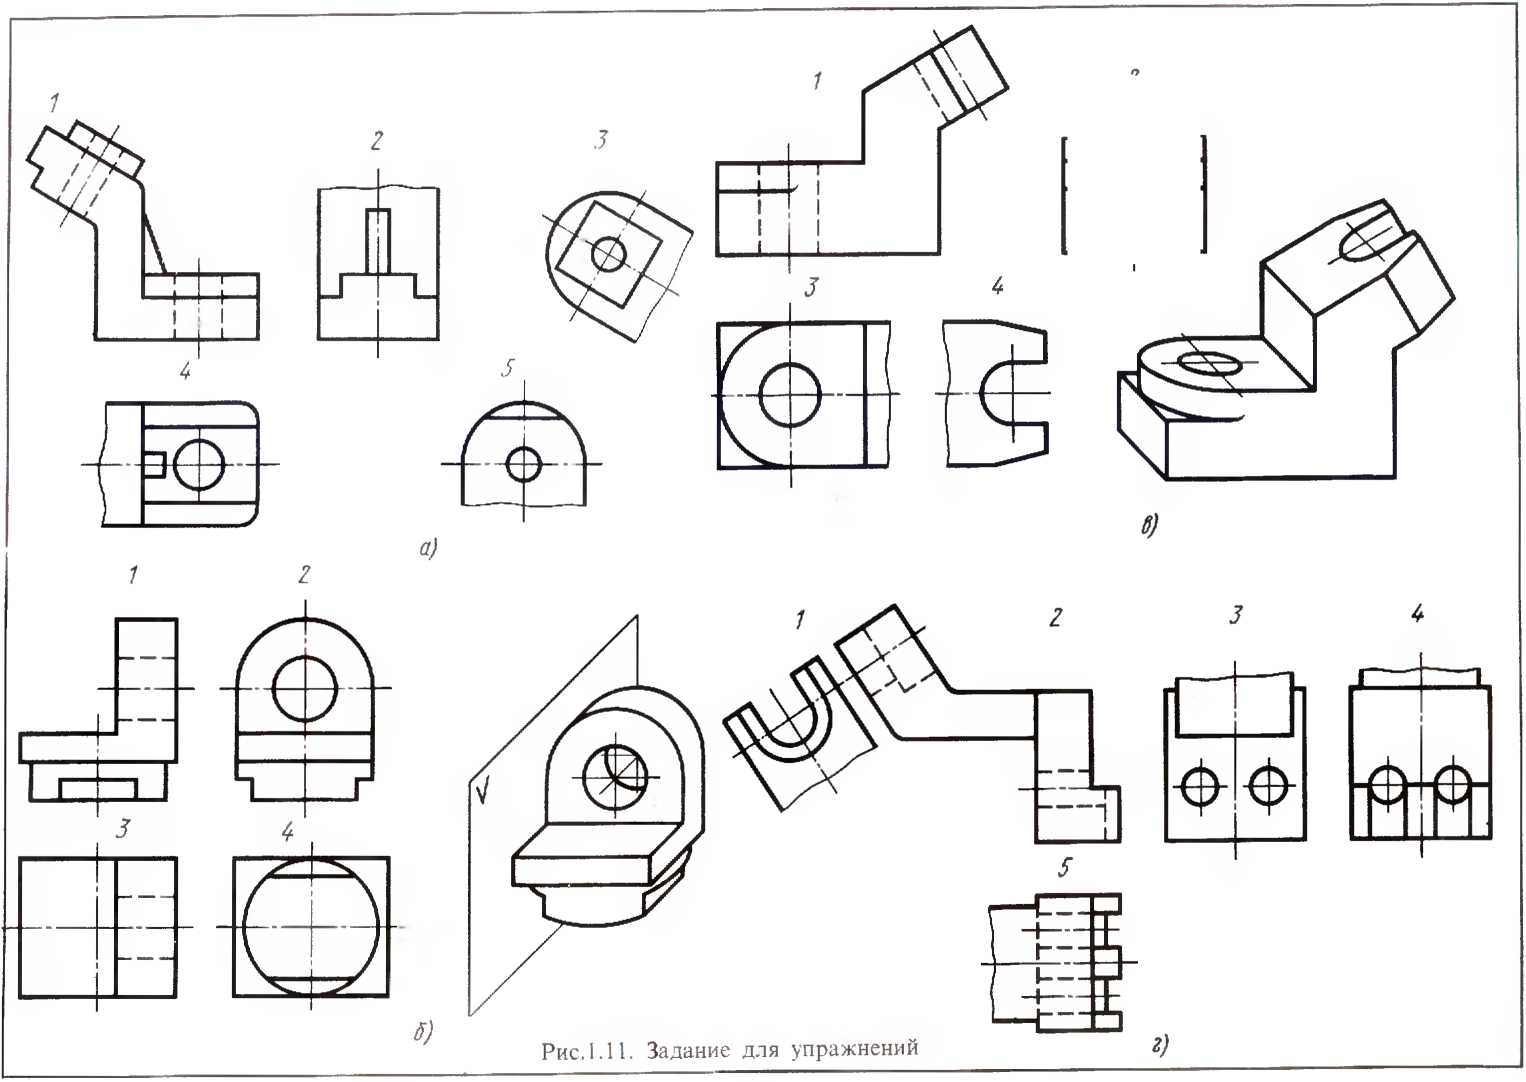 1 2 3
4 5
а)
1 2
3 4
в)
1 2
3 4
б)
1 2 3 4
5
г)
Рис.1.11. Задание для упражнений